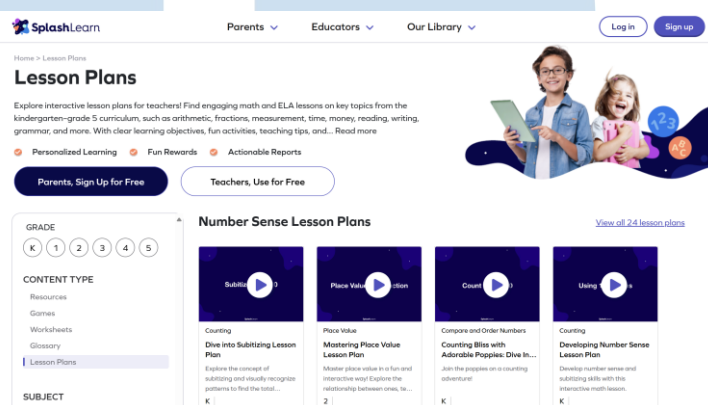 SplashLearn
Parents Educators Our Library Log in Sign up
Home > Lesson Plans
Lesson Plans
Explore interactive lesson plans for teachers! Find engaging math and ELA lessons on key topics from the
kindergarten-grade 5 curriculum, such as arithmetic, fractions, measurement, time, money, reading, writing,
grammar, and more. With clear learning objectives, fun activities, teaching tips, and... Read more
Personalized Learning Fun Rewards Actionable Reports
Parents, Sign Up for Free Teachers, Use for Free
123
ABC
GRADE
K 1 2 3 4 5
CONTENT TYPE
Resources
Games
Worksheets
Glossary
Lesson Plans
SUBJECT
Number Sense Lesson Plans View all 24 lesson plans
Counting
Dive into Subitizing Lesson
Plan
Explore the concept of
subitizing and visually recognize
patterns to find the total...
K
Place Value
Mastering Place Value
Lesson Plan
Master place value in a fun and
interactive way! Explore the
relationship between ones, te...
2
Count
Compare and Order Numbers
Counting Bliss with
Adorable Poppies: Dive In...
Join the poppies on a counting
adventure!
K
Using
Counting
Developing Number Sense
Lesson Plan
Develop number sense and
subitizing skills with this
interactive math lesson.
K